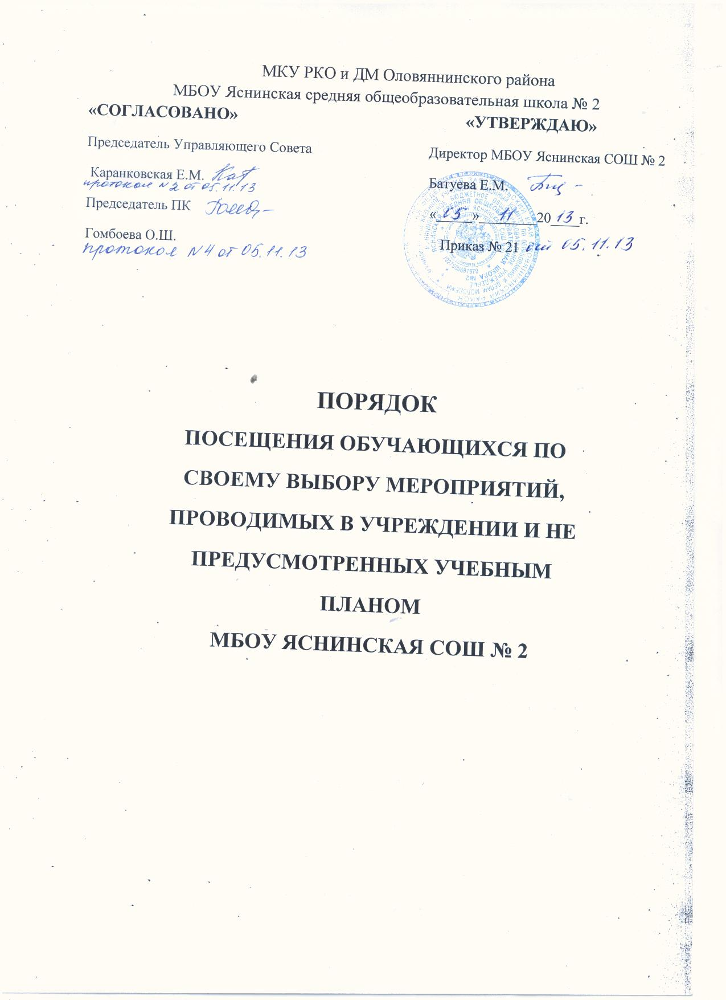 МКУ РКО и ДМ Оловяннинского района
МБОУ Яснинская средняя общеобразовательная школа № 2
«СОГЛАСОВАНО»
«УТВЕРЖДАЮ»
Председатель Управляющего Совета
Директор МБОУ Яснинская СОШ № 2
Каранковская Е.М.
протокол N 2 от 05.11.13
Батуева Е.М.
Председатель ПК
« 05 » 11 2013 г.
Гомбоева О.Ш.
протокол N 4 от 05.11.13
Приказ № 21 от 05.11.13
ПОРЯДОК
ПОСЕЩЕНИЯ ОБУЧАЮЩИХСЯ ПО
СВОЕМУ ВЫБОРУ МЕРОПРИЯТИЙ,
ПРОВОДИМЫХ В УЧРЕЖДЕНИИ И НЕ
ПРЕДУСМОТРЕННЫХ УЧЕБНЫМ
ПЛАНОМ
МБОУ ЯСНИНСКАЯ СОШ № 2